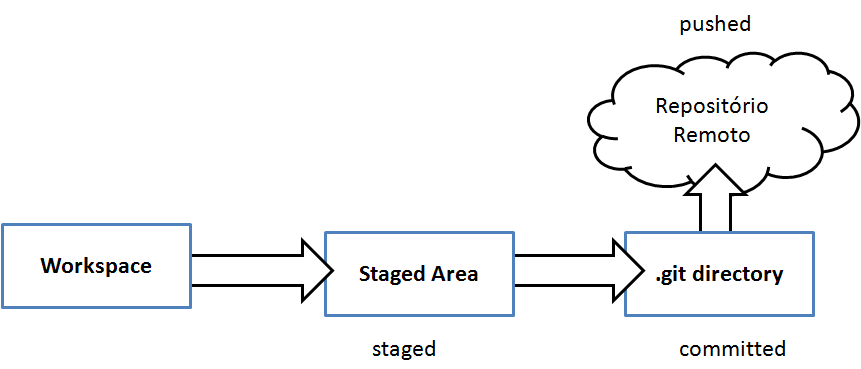 pushed
Repositório
Remoto
Workspace
Staged Area
.git directory
staged
committed